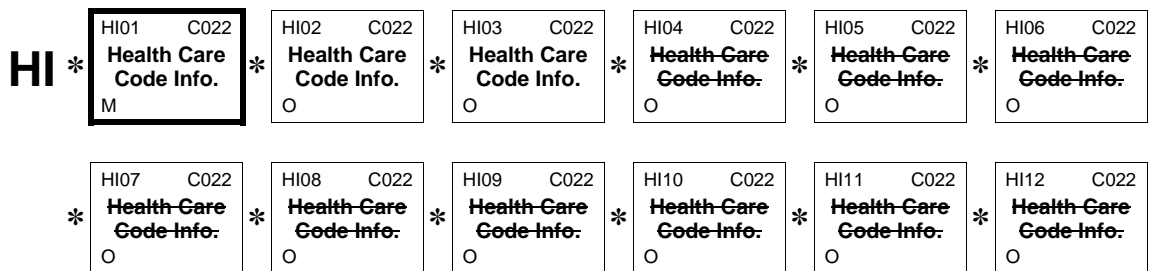 HI01 C022 HI02 C022 HI03 C022 HI04 C022 HI05 C022 HI06 C022
HI * Health Care * Health Care * Health Care * Health Care * Health Care * Health Care
Code Info. Code Info. Code Info. Code Info. Code Info. Code Info.
M O O O O O
HI07 C022 HI08 C022 HI09 C022 HI10 C022 HI11 C022 HI12 C022
* Health Care * Health Care * Health Care * Health Care * Health Care * Health Care
Code Info. Code Info. Code Info. Code Info. Code Info. Code Info.
O O O O O O